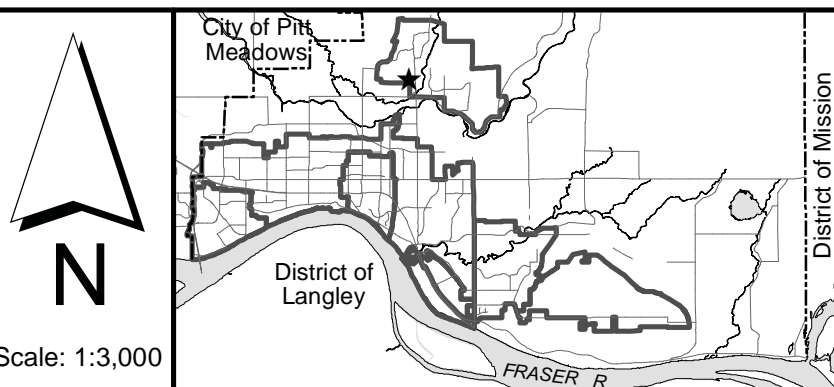 N
Scale: 1:3,000
City of Pitt
Meadows
District of
Langley
FRASER R.
District of Mission